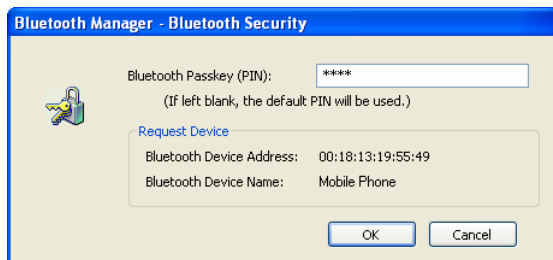 Bluetooth Manager - Bluetooth Security
Bluetooth Passkey (PIN): ****
(If left blank, the default PIN will be used.)
Request Device
Bluetooth Device Address: 00:18:13:19:55:49
Bluetooth Device Name: Mobile Phone
OK Cancel